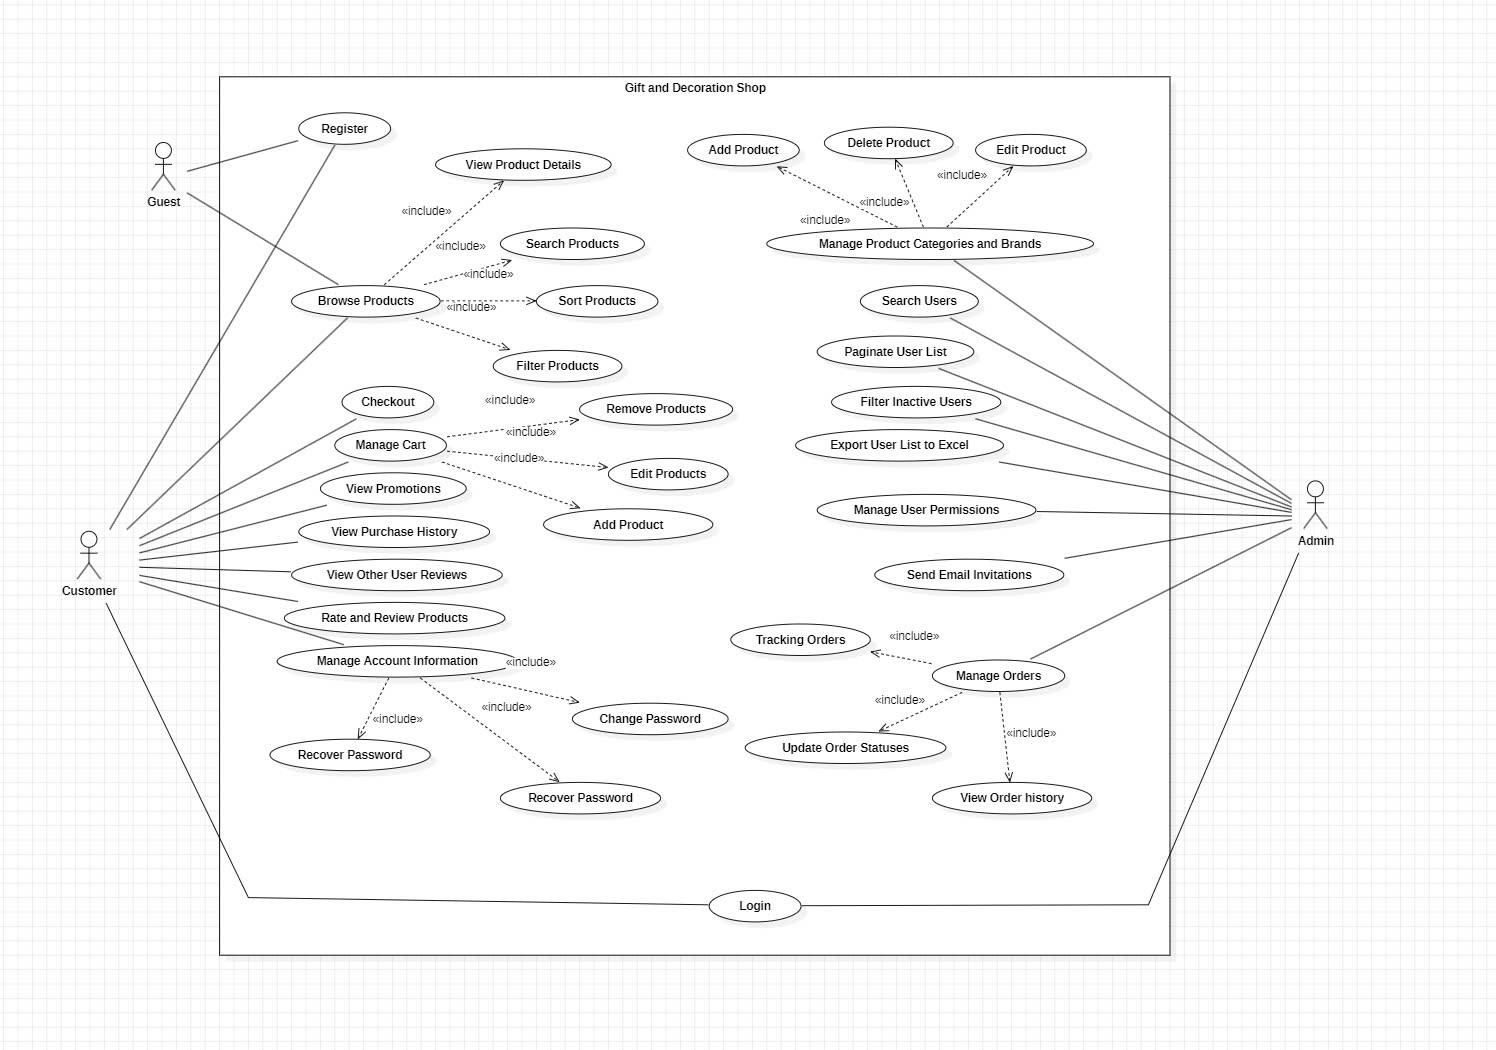 Gift and Decoration Shop
Register
Guest
View Product Details
«include»
«include»
Search Products
«include»
Browse Products
«include»
Sort Products
Filter Products
Add Product
Delete Product
Edit Product
«include»
«include»
«include»
Manage Product Categories and Brands
Search Users
Paginate User List
Filter Inactive Users
Export User List to Excel
Manage User Permissions
Send Email Invitations
Admin
Checkout
«include»
Remove Products
Manage Cart
«include»
«include»
Edit Products
Add Product
View Promotions
View Purchase History
View Other User Reviews
Rate and Review Products
Customer
Manage Account Information
«include»
«include»
«include»
Change Password
Recover Password
Recover Password
Tracking Orders
«include»
Manage Orders
«include»
«include»
Update Order Statuses
View Order history
Login